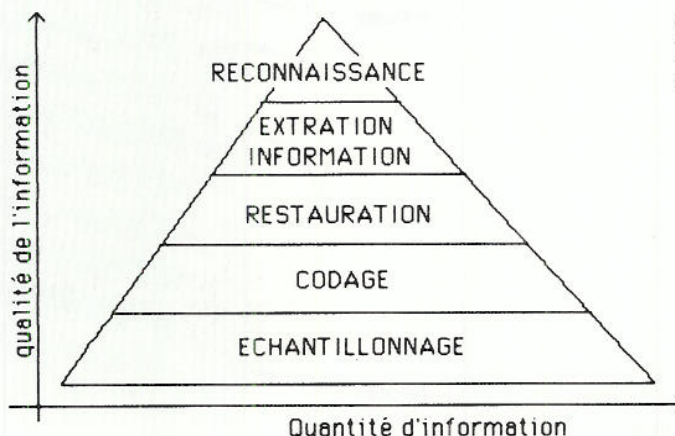 RECONNAISSANCE
EXTRATION
INFORMATION
RESTAURATION
CODAGE
ECHANTILLONNAGE
qualité de l'information
Quantité d'information